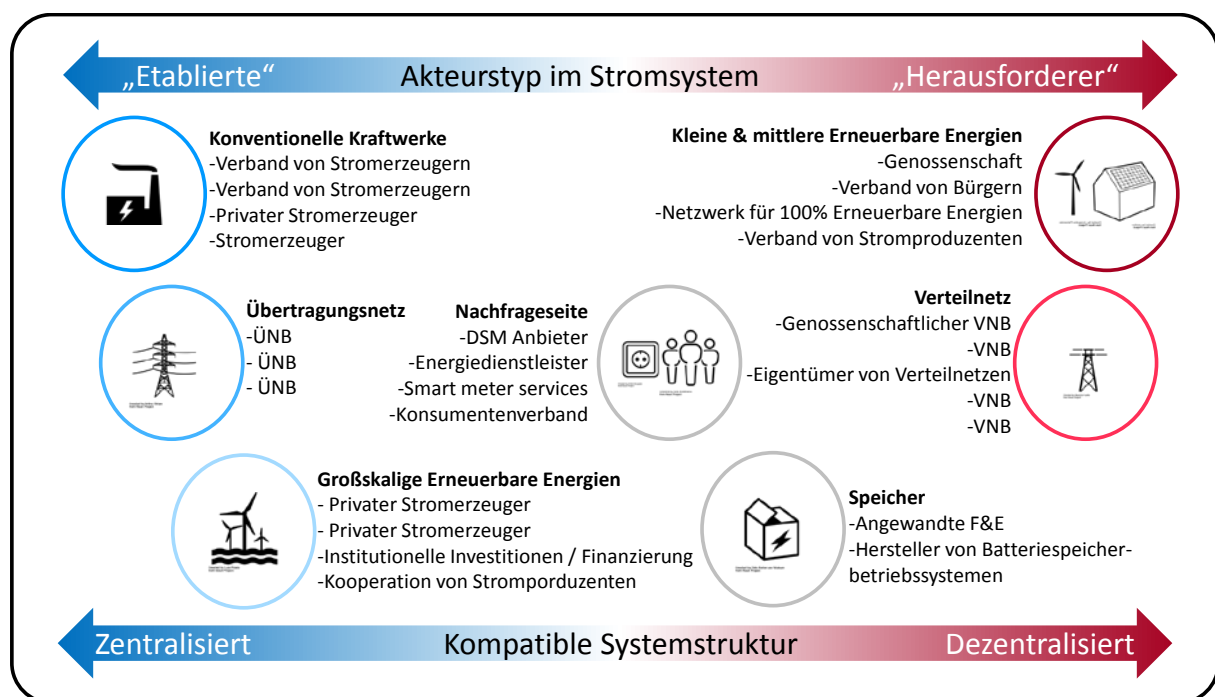 „Etablierte“ Akteurstyp im Stromsystem „Herausforderer“
Konventionelle Kraftwerke
-Verband von Stromerzeugern
-Verband von Stromerzeugern
-Privater Stromerzeuger
-Stromerzeuger
Kleine & mittlere Erneuerbare Energien
-Genossenschaft
-Verband von Bürgern
-Netzwerk für 100% Erneuerbare Energien
-Verband von Stromproduzenten
Übertragungsnetz
-ÜNB
- ÜNB
- ÜNB
Nachfrageseite
-DSM Anbieter
-Energiedienstleister
-Smart meter services
-Konsumentenverband
Verteilnetz
-Genossenschaftlicher VNB
-VNB
-Eigentümer von Verteilnetzen
-VNB
-VNB
Großskalige Erneuerbare Energien
- Privater Stromerzeuger
- Privater Stromerzeuger
-Institutionelle Investitionen / Finanzierung
-Kooperation von Stromporduzenten
Speicher
-Angewandte F&E
-Hersteller von Batteriespeicher-
betriebssystemen
Zentralisiert Kompatible Systemstruktur Dezentralisiert